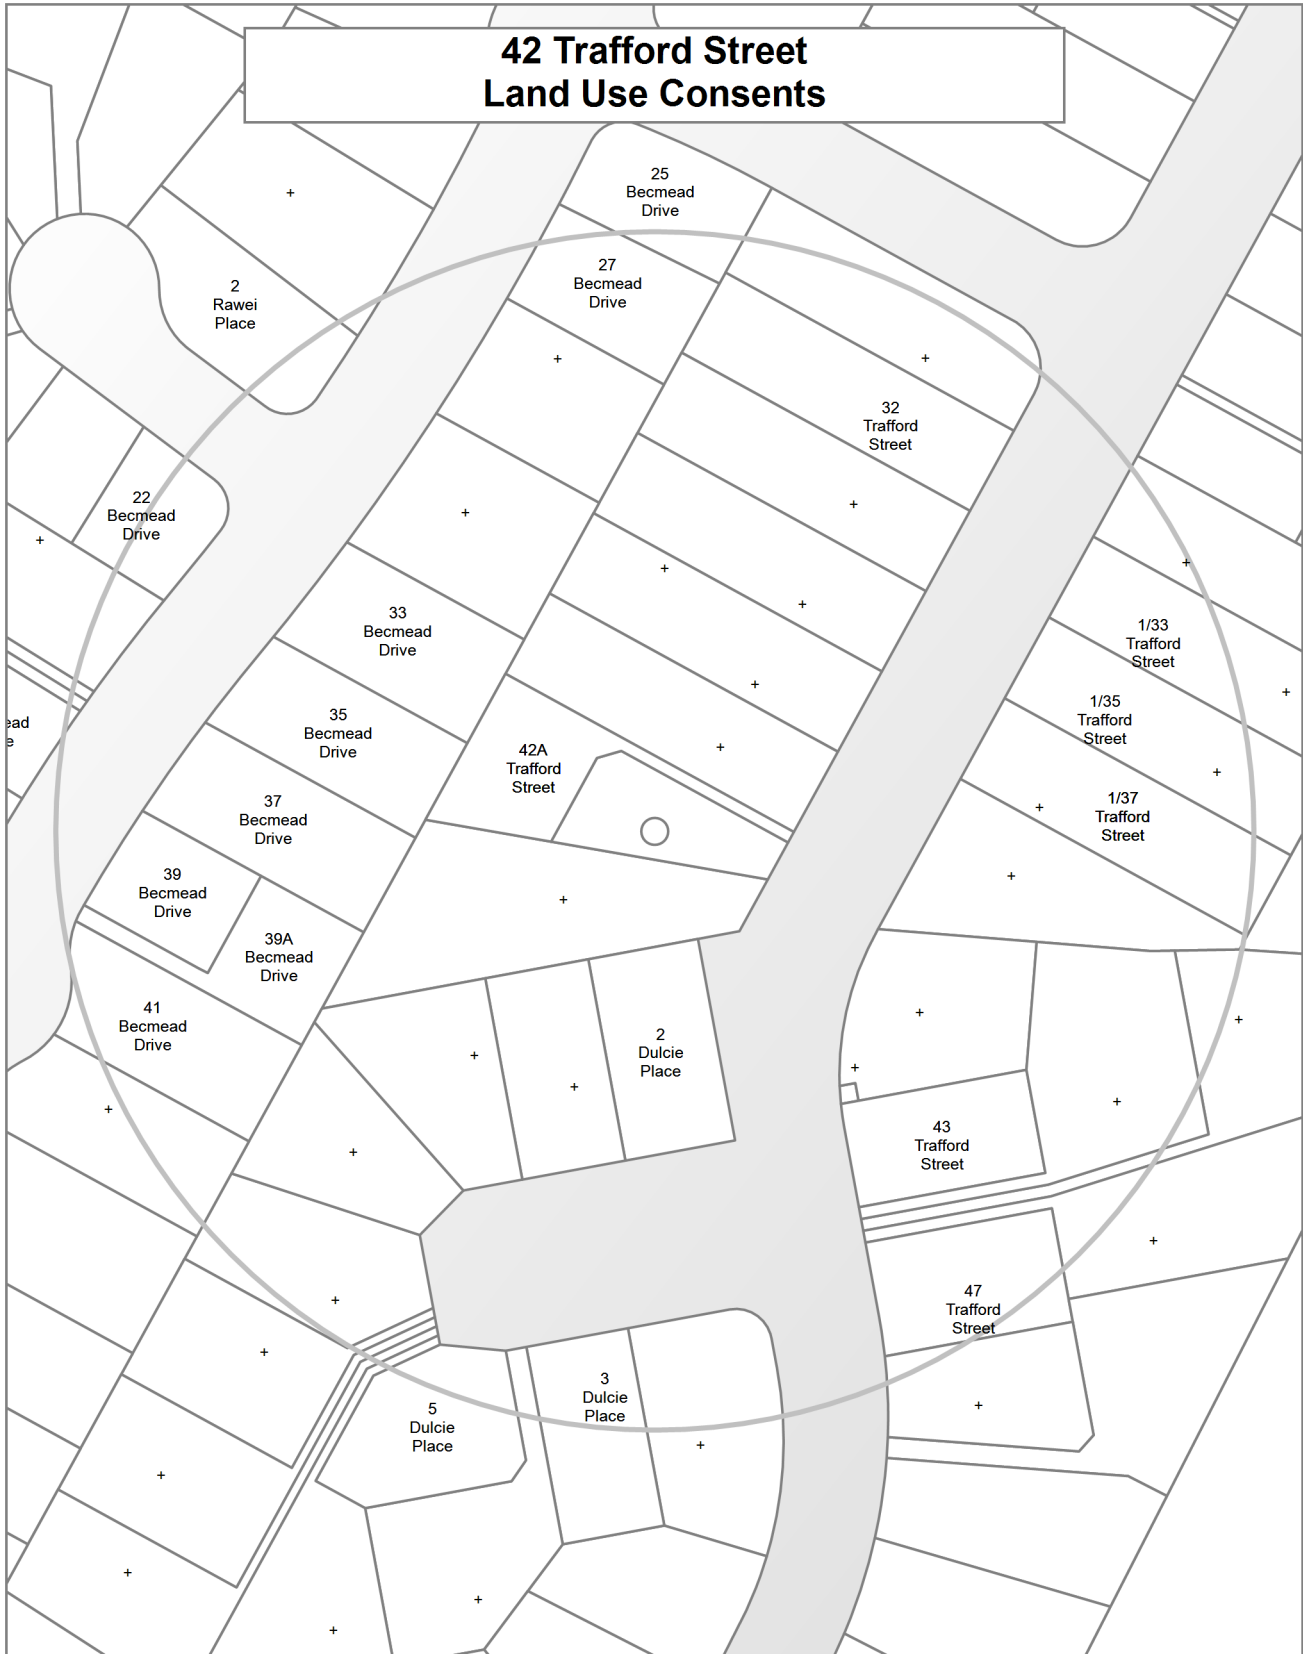 42 Trafford Street
Land Use Consents
25
Becmead
Drive
27
Becmead
Drive
2
Rawei
Place
32
Trafford
Street
22
Becmead
Drive
33
Becmead
Drive
1/33
Trafford
Street
35
Becmead
Drive
1/35
Trafford
Street
ead
e
42A
Trafford
Street
37
Becmead
Drive
1/37
Trafford
Street
39
Becmead
Drive
39A
Becmead
Drive
41
Becmead
Drive
2
Dulcie
Place
43
Trafford
Street
47
Trafford
Street
3
Dulcie
Place
5
Dulcie
Place